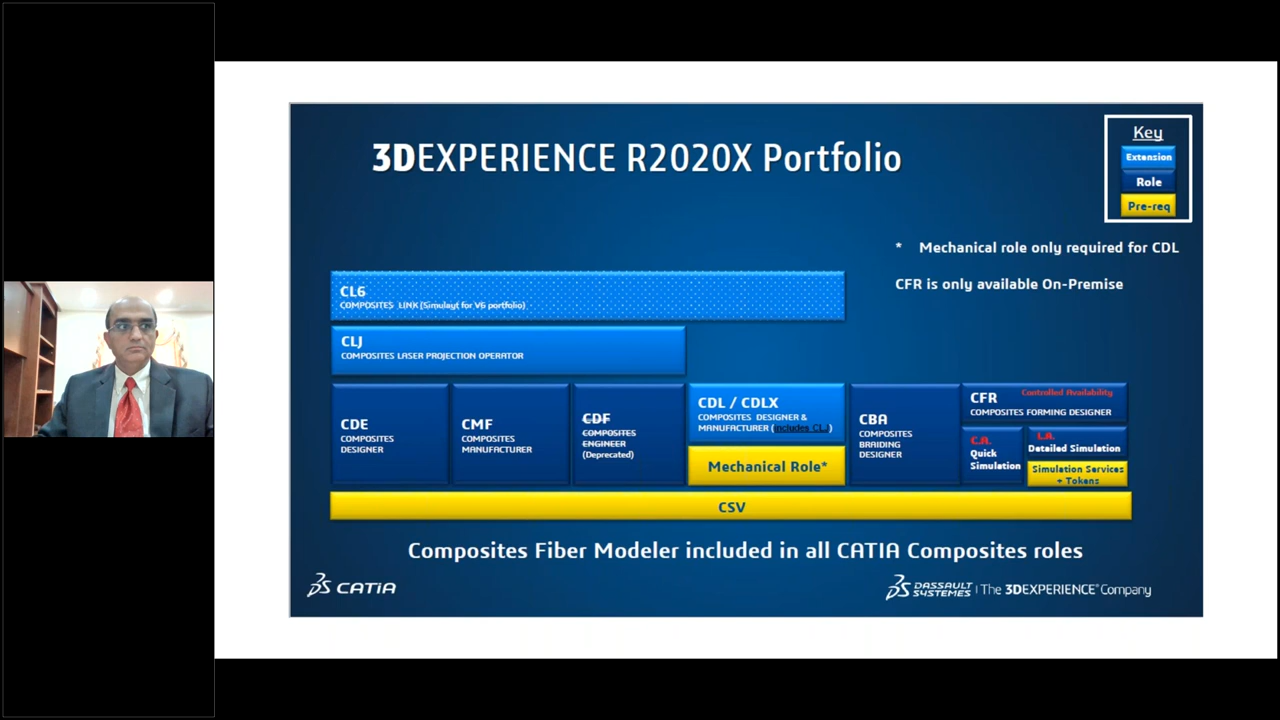 3DEXPERIENCE R2020X Portfolio
Key
Extension
Role
Pre-req
* Mechanical role only required for CDL
CFR is only available On-Premise
CL6
COMPOSITES LINK (Simulayt for V6 portfolio)
CLJ
COMPOSITES LASER PROJECTION OPERATOR
CDE
COMPOSITES
DESIGNER
CMF
COMPOSITES
MANUFACTURER
CDF
COMPOSITES
ENGINEER
(Deprecated)
CDL / CDLX
COMPOSITES DESIGNER &
MANUFACTURER (includes CLJ)
Mechanical Role*
CBA
COMPOSITES
BRAIDING
DESIGNER
CFR Controlled Availability
COMPOSITES FORMING DESIGNER
C.A.
Quick
Simulation
L.A.
Detailed Simulation
Simulation Services
+ Tokens
CSV
Composites Fiber Modeler included in all CATIA Composites roles
CATIA
DASSAULT
SYSTEMES | The 3DEXPERIENCE® Company